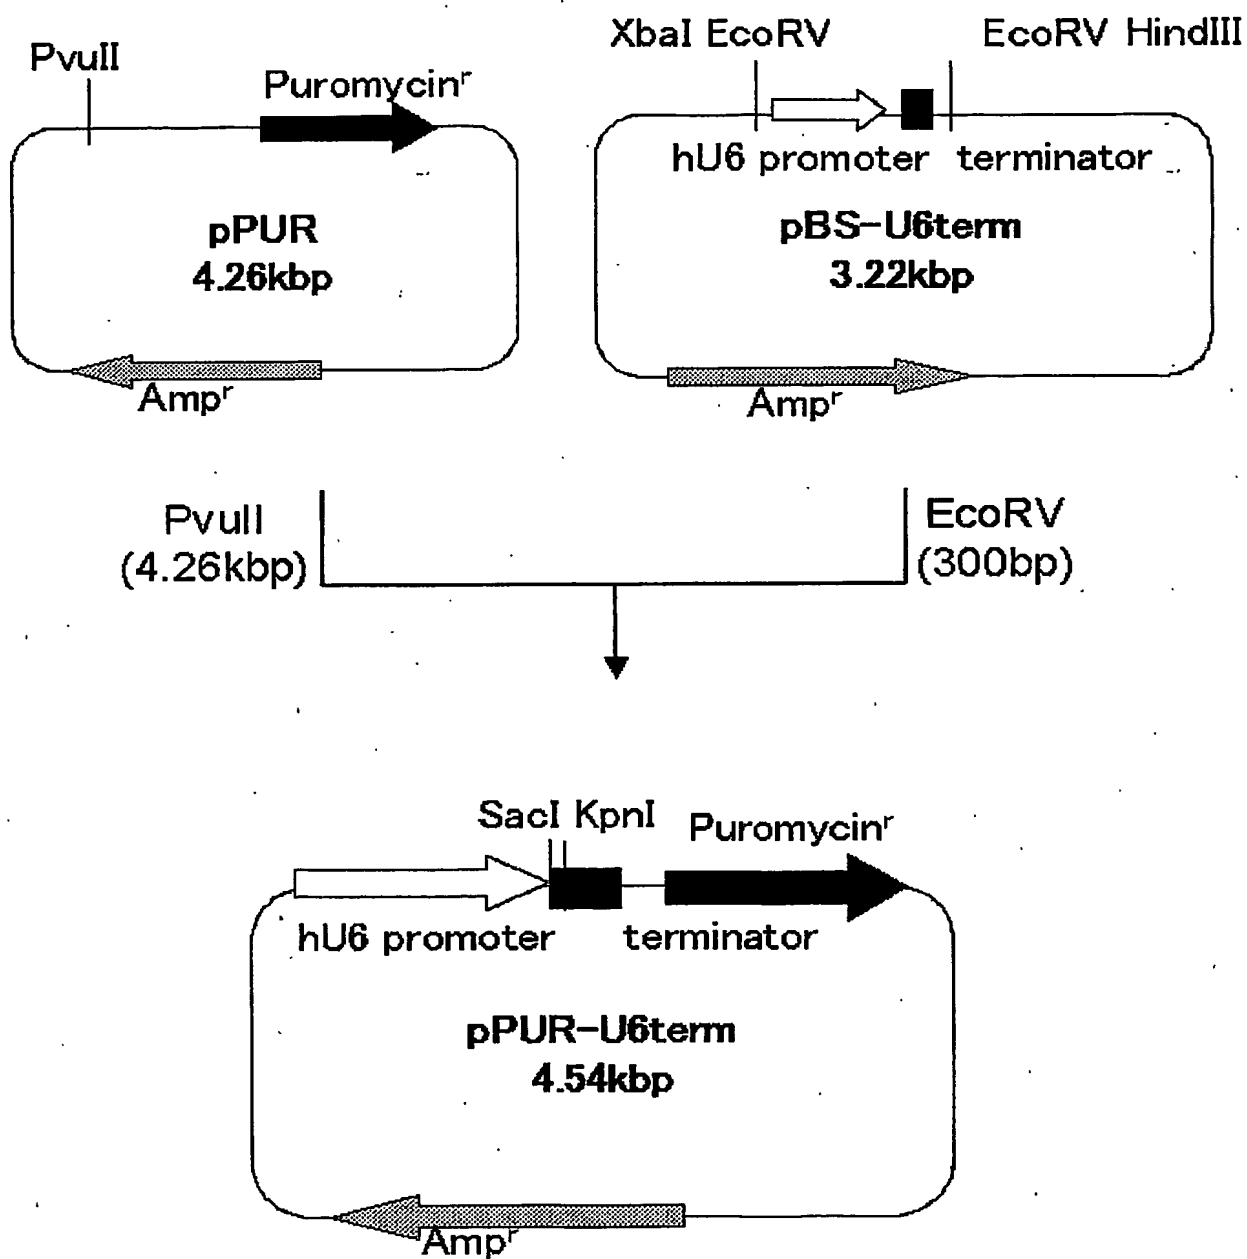 XbaI EcoRV EcoRV HindIII
PvuII
Puromycinʳ
hU6 promoter terminator
pPUR
4.26kbp
pBS-U6term
3.22kbp
Ampʳ
Ampʳ
PvuII
(4.26kbp)
EcoRV
(300bp)
SacI KpnI
Puromycinʳ
hU6 promoter terminator
pPUR-U6term
4.54kbp
Ampʳ